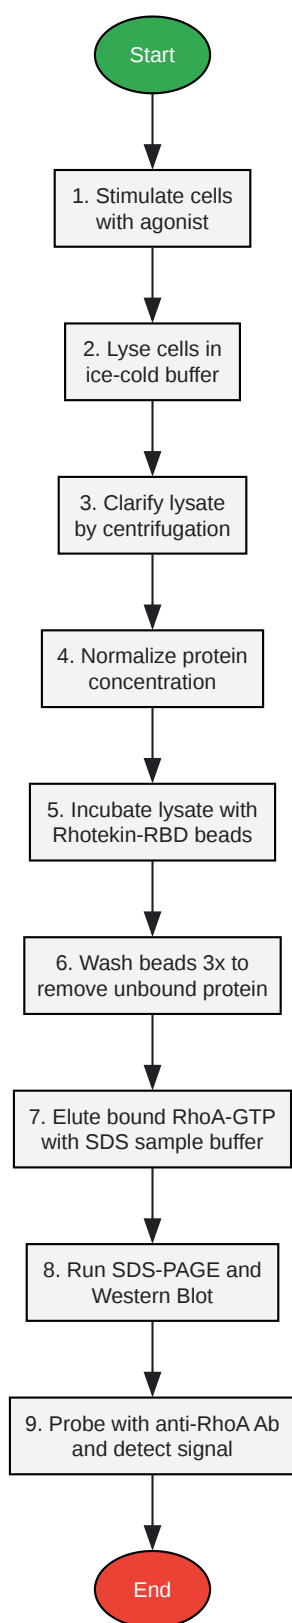 Start
1. Stimulate cells
with agonist
2. Lyse cells in
ice-cold buffer
3. Clarify lysate
by centrifugation
4. Normalize protein
concentration
5. Incubate lysate with
Rhotekin-RBD beads
6. Wash beads 3x to
remove unbound protein
7. Elute bound RhoA-GTP
with SDS sample buffer
8. Run SDS-PAGE and
Western Blot
9. Probe with anti-RhoA Ab
and detect signal
End